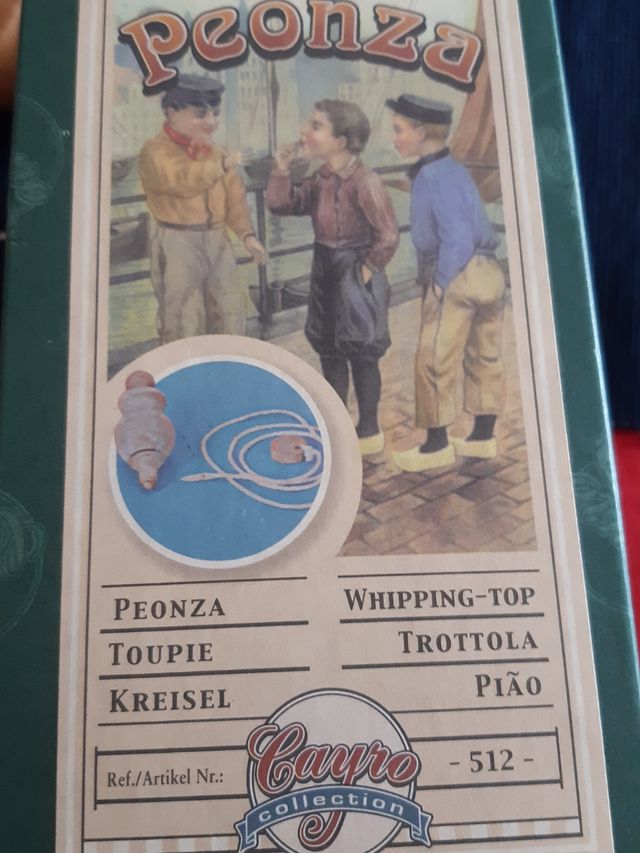 Peonza
PEONZA
TOUPIE
KREISEL
WHIPPING-TOP
TROTTOLA
PIÃO
Ref./Artikel Nr.:
Cayro
collection
- 512 -